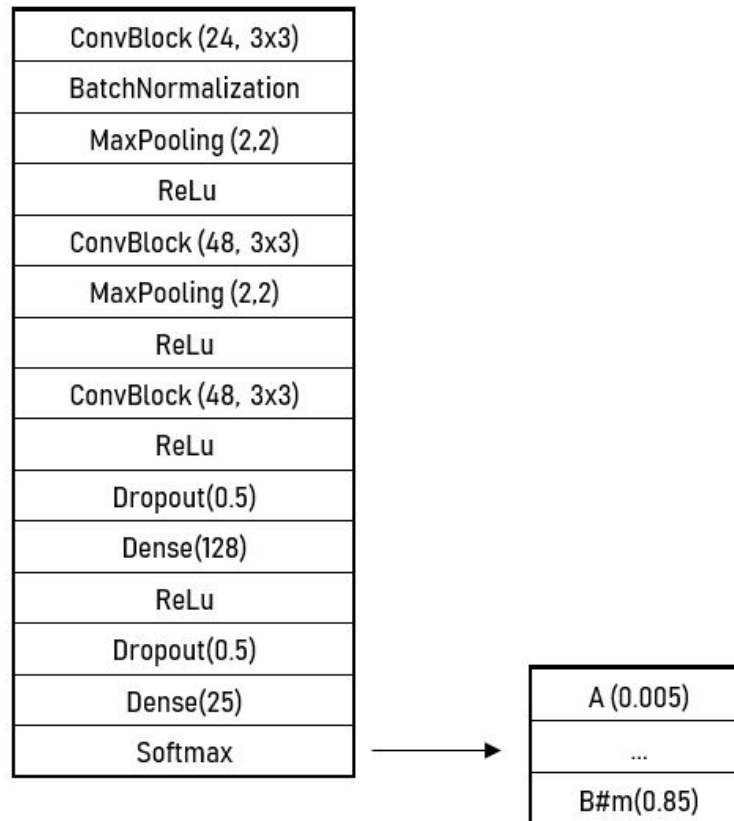 ConvBlock (24, 3x3)
BatchNormalization
MaxPooling (2,2)
ReLu
ConvBlock (48, 3x3)
MaxPooling (2,2)
ReLu
ConvBlock (48, 3x3)
ReLu
Dropout(0.5)
Dense(128)
ReLu
Dropout(0.5)
Dense(25)
Softmax
A (0.005)
...
B#m(0.85)